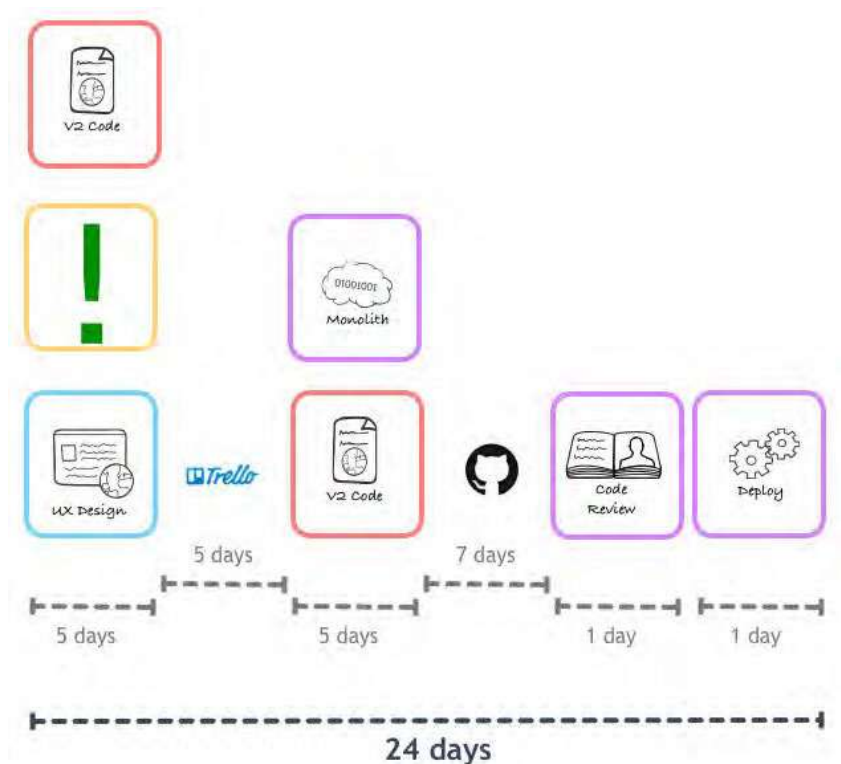 V2 Code
!
01001001
Monolith
UX Design
Trello
V2 Code
Code
Review
Deploy
5 days
7 days
5 days
5 days
1 day
1 day
24 days